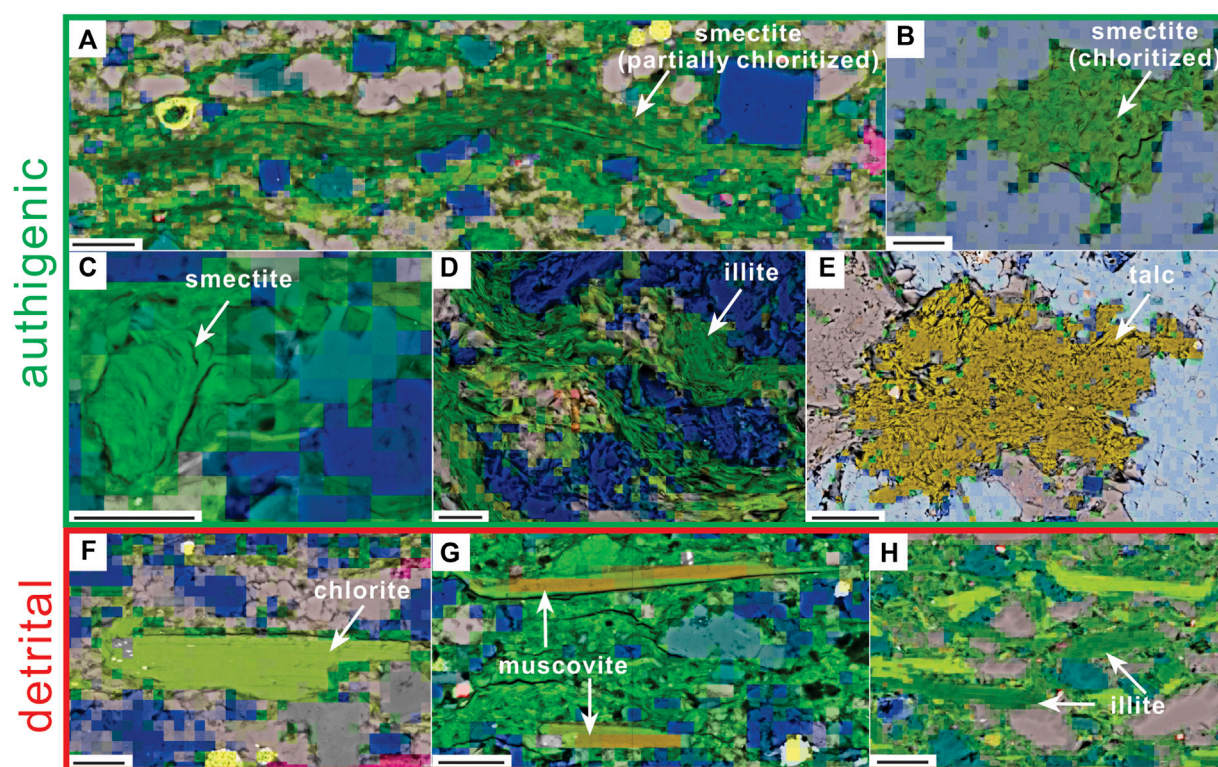 authigenic
A
smectite
(partially chloritized)
B
smectite
(chloritized)
C
smectite
D
illite
E
talc
detrital
F
chlorite
G
muscovite
H
illite